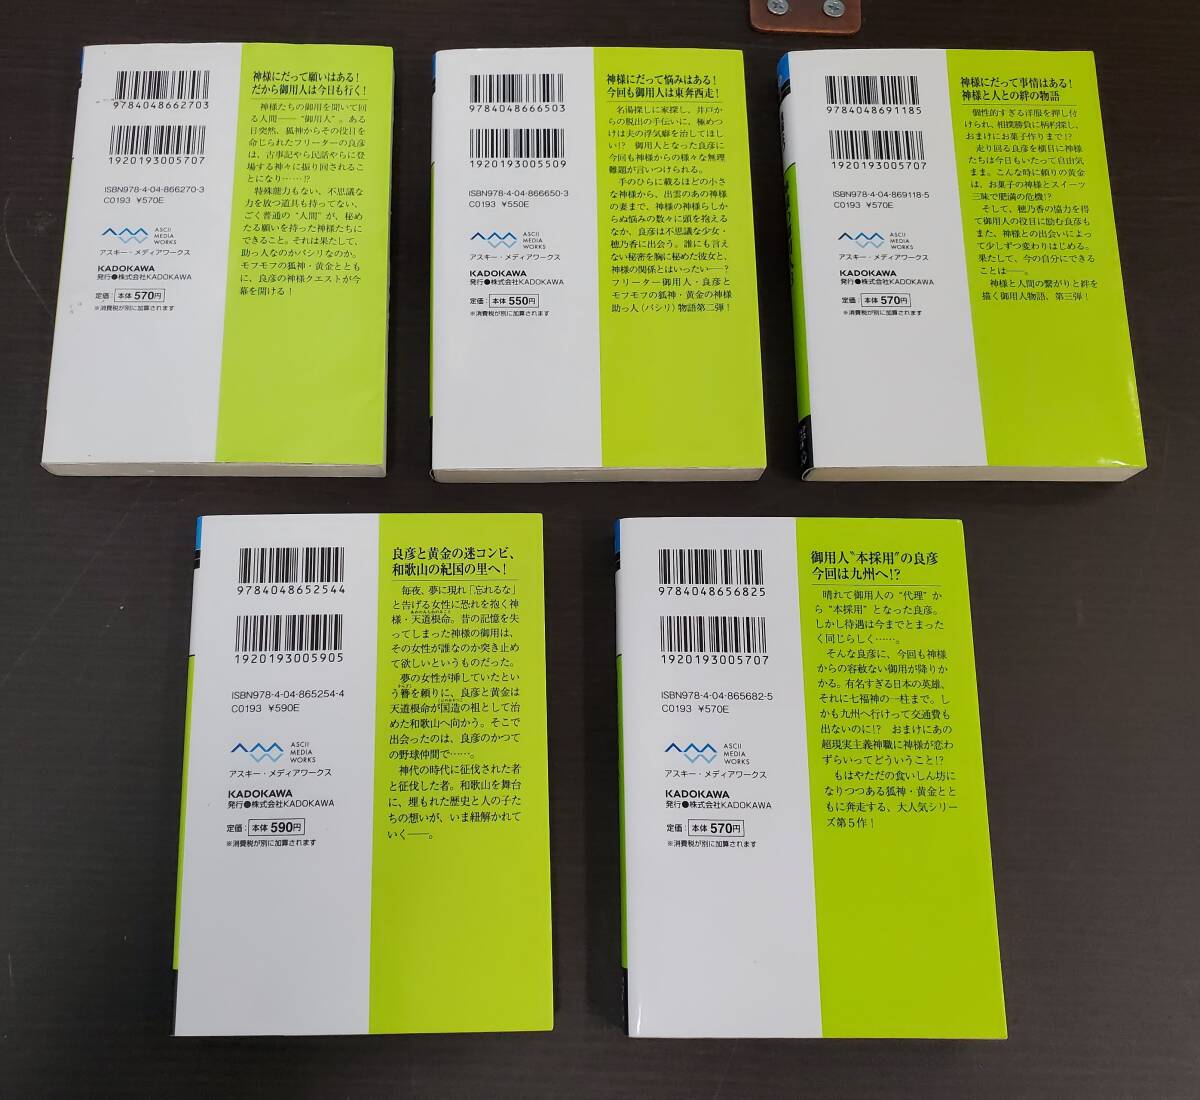 9784048662703
1920193005707
ISBN978-4-04-866270-3
C0193 ¥570E
ASCII
MEDIA
WORKS
アスキー・メディアワークス
KADOKAWA
発行●株式会社KADOKAWA
定価：本体570円
※消費税が別に加算されます
神様にだって願いはある！
だから御用人は今日も行く！
神様たちの御用を聞いて回
る人間――“御用人”。ある
日突然、狐神からその役目を
命じられたフリーターの良彦
は、古事記やら民話やらに登
場する神々に振り回されるこ
とになり……!?
特殊能力もない、不思議な
力を放つ道具も持ってない、
ごく普通の“人間”が、秘め
たる願いを持った神様たちに
できること。それは果たして、
助っ人なのかパシリなのか。
モフモフの狐神・黄金ととも
に、良彦の神様クエストが今
幕を開ける！
9784048666503
1920193005509
ISBN978-4-04-866650-3
C0193 ¥550E
ASCII
MEDIA
WORKS
アスキー・メディアワークス
KADOKAWA
発行●株式会社KADOKAWA
定価：本体550円
※消費税が別に加算されます
神様にだって悩みはある！
今回も御用人は東奔西走！
名湯探しに家探し、井戸か
らの脱出の手伝いに、極めつ
けは夫の浮気癖を治してほし
い!? 御用人となった良彦に
今回も神様からの様々な無理
難題が言いつけられる。
手のひらに載るほどの小さ
な神様から、出雲のあの神様
の妻まで、神様の神様らしか
らぬ悩みの数々に頭を抱える
なか、良彦は不思議な少女・
穂乃香に出会う。誰にも言え
ない秘密を胸に秘めた彼女と、
神様の関係とはいったい――？
フリーター御用人・良彦と
モフモフの狐神・黄金の神様
助っ人（パシリ）物語第二弾！
9784048691185
1920193005707
ISBN978-4-04-869118-5
C0193 ¥570E
ASCII
MEDIA
WORKS
アスキー・メディアワークス
KADOKAWA
発行●株式会社KADOKAWA
定価：本体570円
※消費税が別に加算されます
神様にだって事情はある！
神様と人との絆の物語
個性的すぎる洋服を押し付
けられ、相撲勝負に柄杓探し、
おまけにお菓子作りまで!?
走り回る良彦を横目に神様
たちは今日もいたって自由気
まま。こんな時に頼りの黄金
は、お菓子の神様とスイーツ
三昧で肥満の危機!?
そして、穂乃香の協力を得
て御用人の役目に励む良彦も
また、神様との出会いによっ
て少しずつ変わりはじめる。
果たして、今の自分にできる
ことは――。
神様と人間の繋がりと絆を
描く御用人物語、第三弾！
9784048652544
1920193005905
ISBN978-4-04-865254-4
C0193 ¥590E
ASCII
MEDIA
WORKS
アスキー・メディアワークス
KADOKAWA
発行●株式会社KADOKAWA
定価：本体590円
※消費税が別に加算されます
良彦と黄金の迷コンビ、
和歌山の紀国の里へ！
毎夜、夢に現れ「忘れるな」
と告げる女性に恐れを抱く神
様・天道根命。昔の記憶を失
ってしまった神様の御用は、
その女性が誰なのか突き止め
て欲しいというものだった。
夢の女性が挿していたとい
う簪を頼りに、良彦と黄金は
天道根命が国造の祖として治
めた和歌山へ向かう。そこで
出会ったのは、良彦のかつて
の野球仲間で……。
神代の時代に征伐された者
と征伐した者。和歌山を舞台
に、埋もれた歴史と人の子た
ちの想いが、いま紐解かれて
いく――。
9784048656825
1920193005707
ISBN978-4-04-865682-5
C0193 ¥570E
ASCII
MEDIA
WORKS
アスキー・メディアワークス
KADOKAWA
発行●株式会社KADOKAWA
定価：本体570円
※消費税が別に加算されます
御用人“本採用”の良彦
今回は九州へ!?
晴れて御用人の“代理”か
ら“本採用”となった良彦。
しかし待遇は今までとまった
く同じらしく……。
そんな良彦に、今回も神様
からの容赦ない御用が降りか
かる。有名すぎる日本の英雄、
それに七福神の一柱まで。し
かも九州へ行けって交通費も
出ないのに!? おまけにあの
超現実主義神職に神様が恋わ
ずらいってどういうこと!?
もはやただの食いしん坊に
なりつつある狐神・黄金とと
もに奔走する、大人気シリー
ズ第5作！